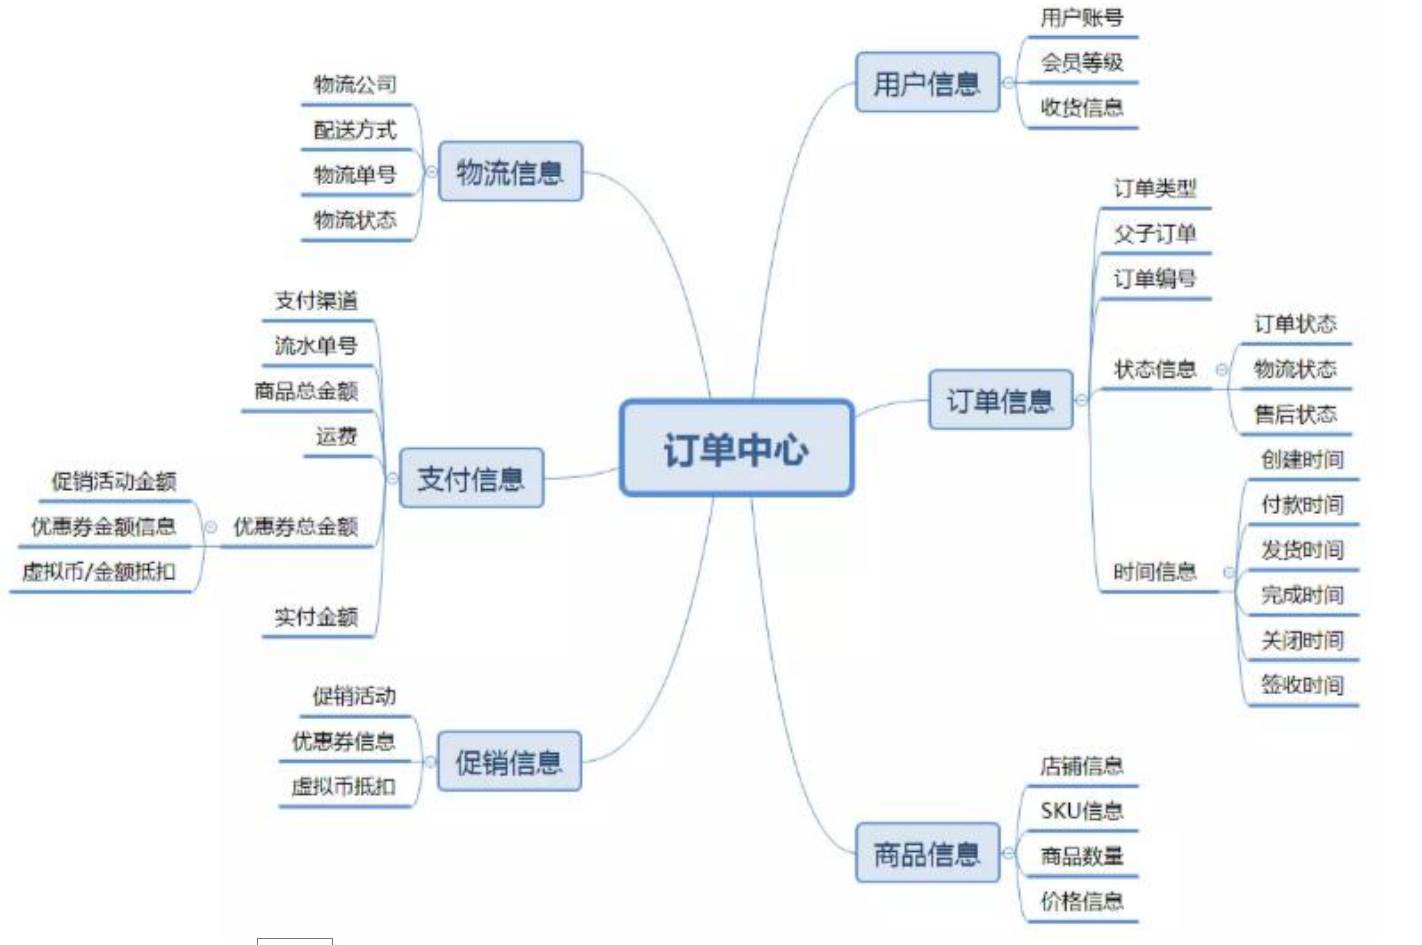 订单中心
用户信息
用户账号
会员等级
收货信息
订单信息
订单类型
父子订单
订单编号
状态信息
订单状态
物流状态
售后状态
时间信息
创建时间
付款时间
发货时间
完成时间
关闭时间
签收时间
商品信息
店铺信息
SKU信息
商品数量
价格信息
物流信息
物流公司
配送方式
物流单号
物流状态
支付信息
支付渠道
流水单号
商品总金额
运费
优惠券总金额
促销活动金额
优惠券金额信息
虚拟币/金额抵扣
实付金额
促销信息
促销活动
优惠券信息
虚拟币抵扣